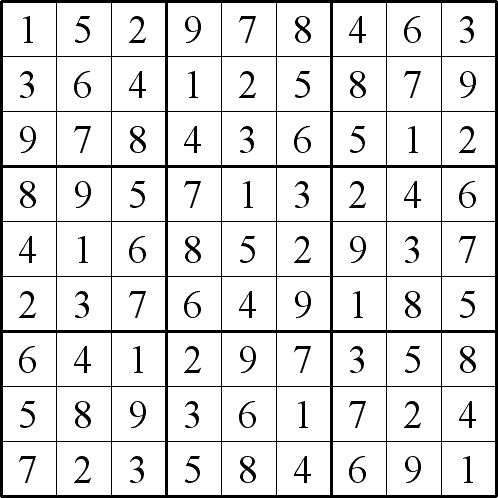 1 5 2 9 7 8 4 6 3
3 6 4 1 2 5 8 7 9
9 7 8 4 3 6 5 1 2
8 9 5 7 1 3 2 4 6
4 1 6 8 5 2 9 3 7
2 3 7 6 4 9 1 8 5
6 4 1 2 9 7 3 5 8
5 8 9 3 6 1 7 2 4
7 2 3 5 8 4 6 9 1